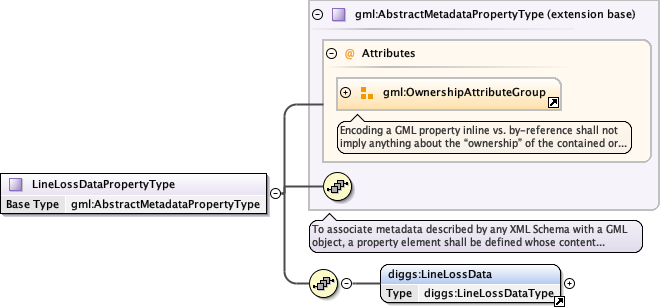 gml:AbstractMetadataPropertyType (extension base)
@ Attributes
gml:OwnershipAttributeGroup
Encoding a GML property inline vs. by-reference shall not
imply anything about the “ownership” of the contained or...
LineLossDataPropertyType
Base Type gml:AbstractMetadataPropertyType
To associate metadata described by any XML Schema with a GML
object, a property element shall be defined whose content...
diggs:LineLossData
Type diggs:LineLossDataType